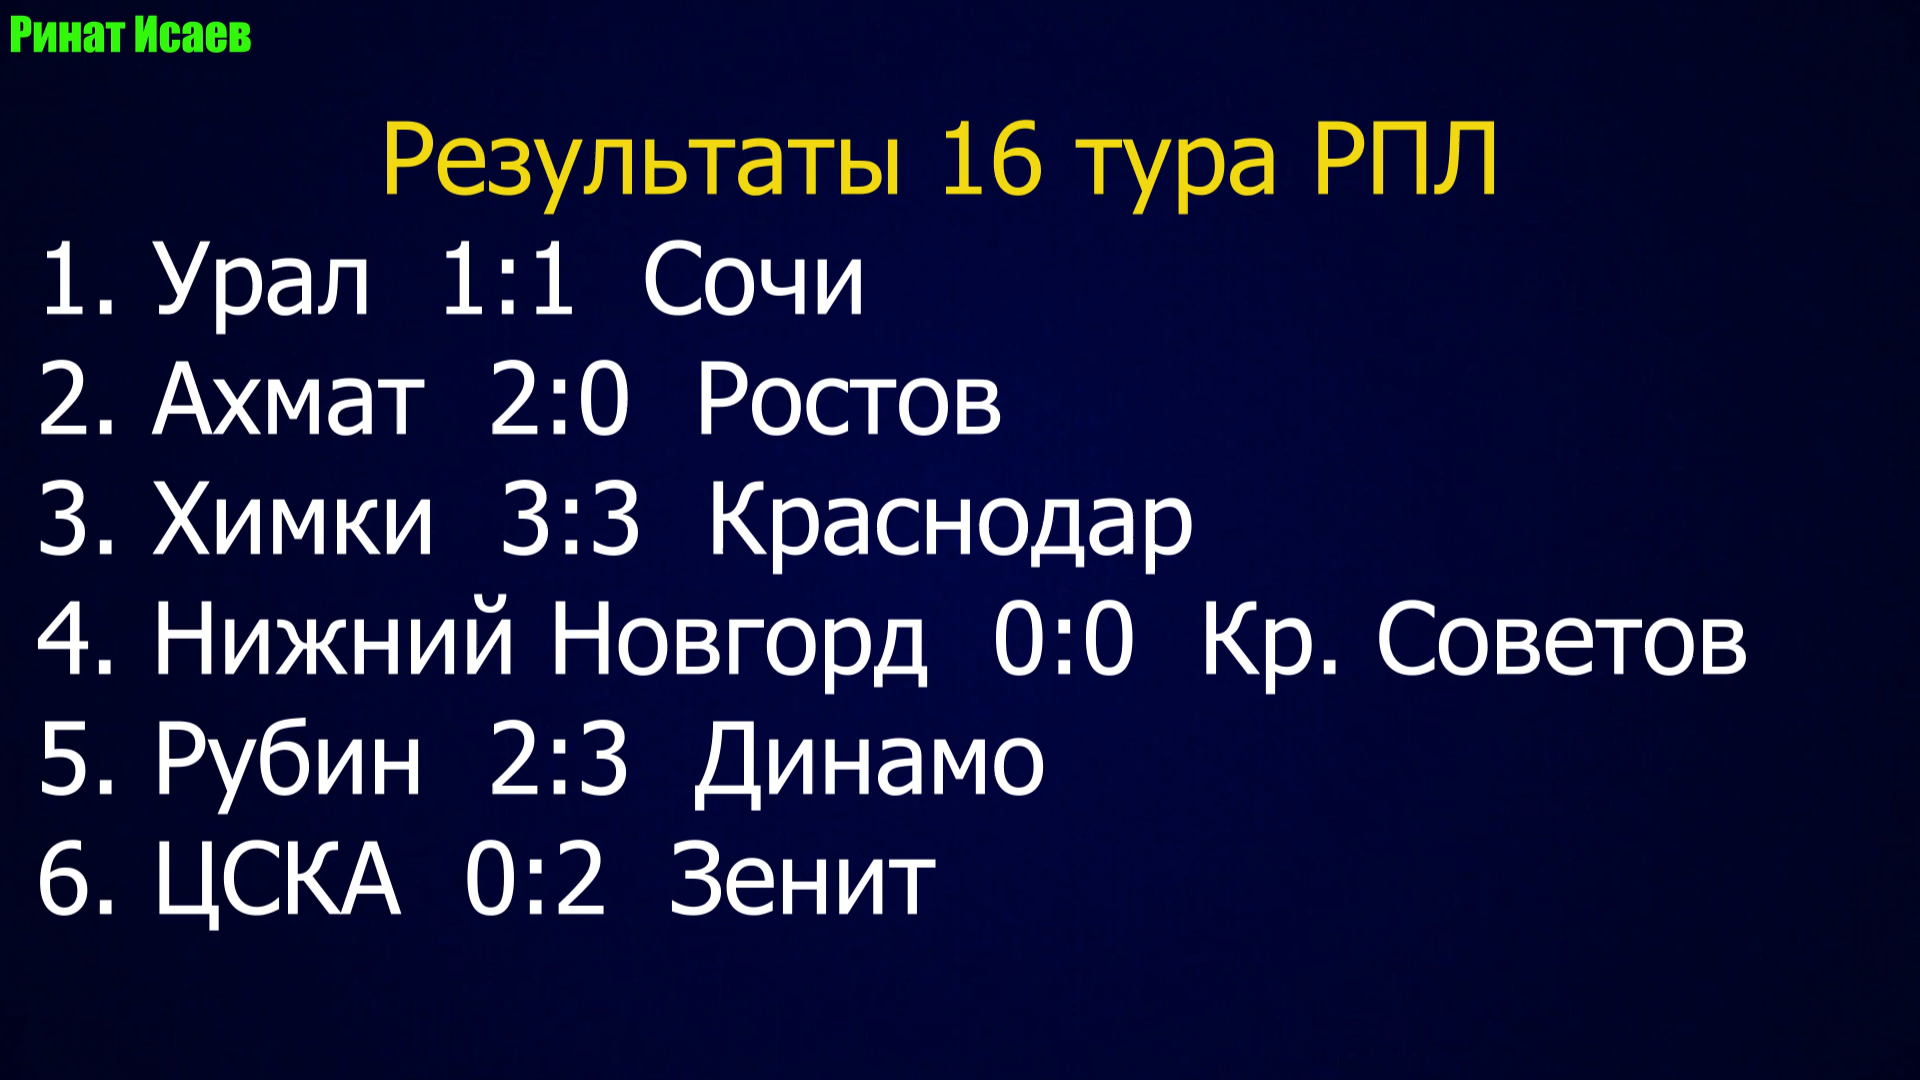 Ринат Исаев
Результаты 16 тура РПЛ
1. Урал 1:1 Сочи
2. Ахмат 2:0 Ростов
3. Химки 3:3 Краснодар
4. Нижний Новгорд 0:0 Кр. Советов
5. Рубин 2:3 Динамо
6. ЦСКА 0:2 Зенит